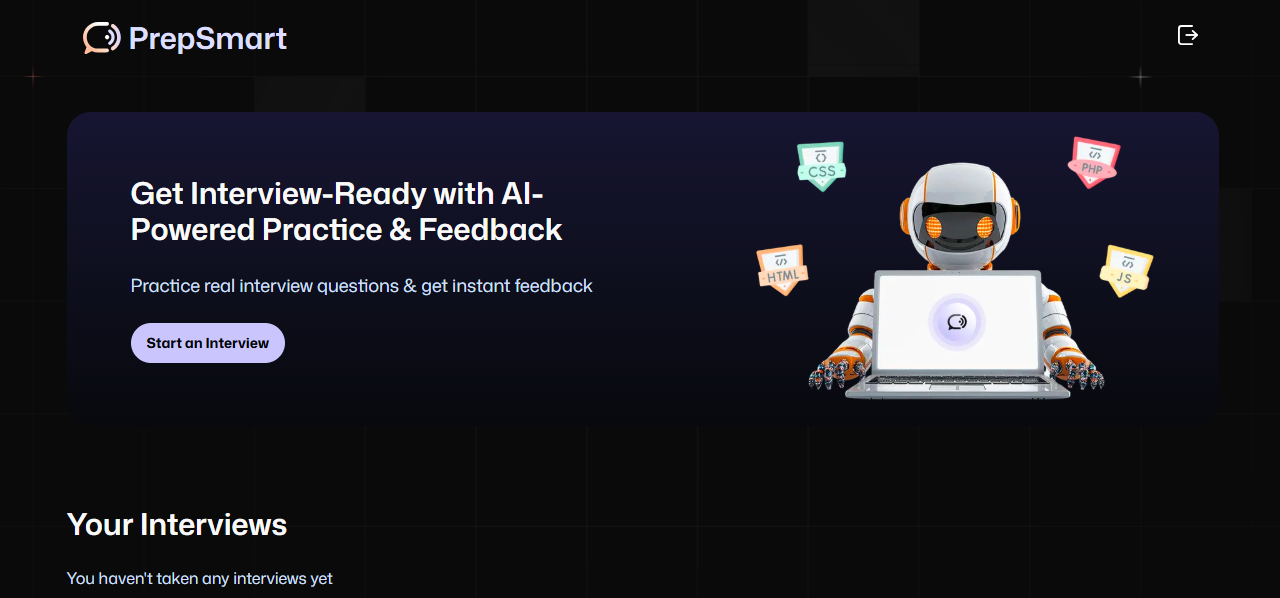 PrepSmart
Get Interview-Ready with AI-
Powered Practice & Feedback
Practice real interview questions & get instant feedback
Start an Interview
CSS
PHP
HTML
JS
Your Interviews
You haven't taken any interviews yet